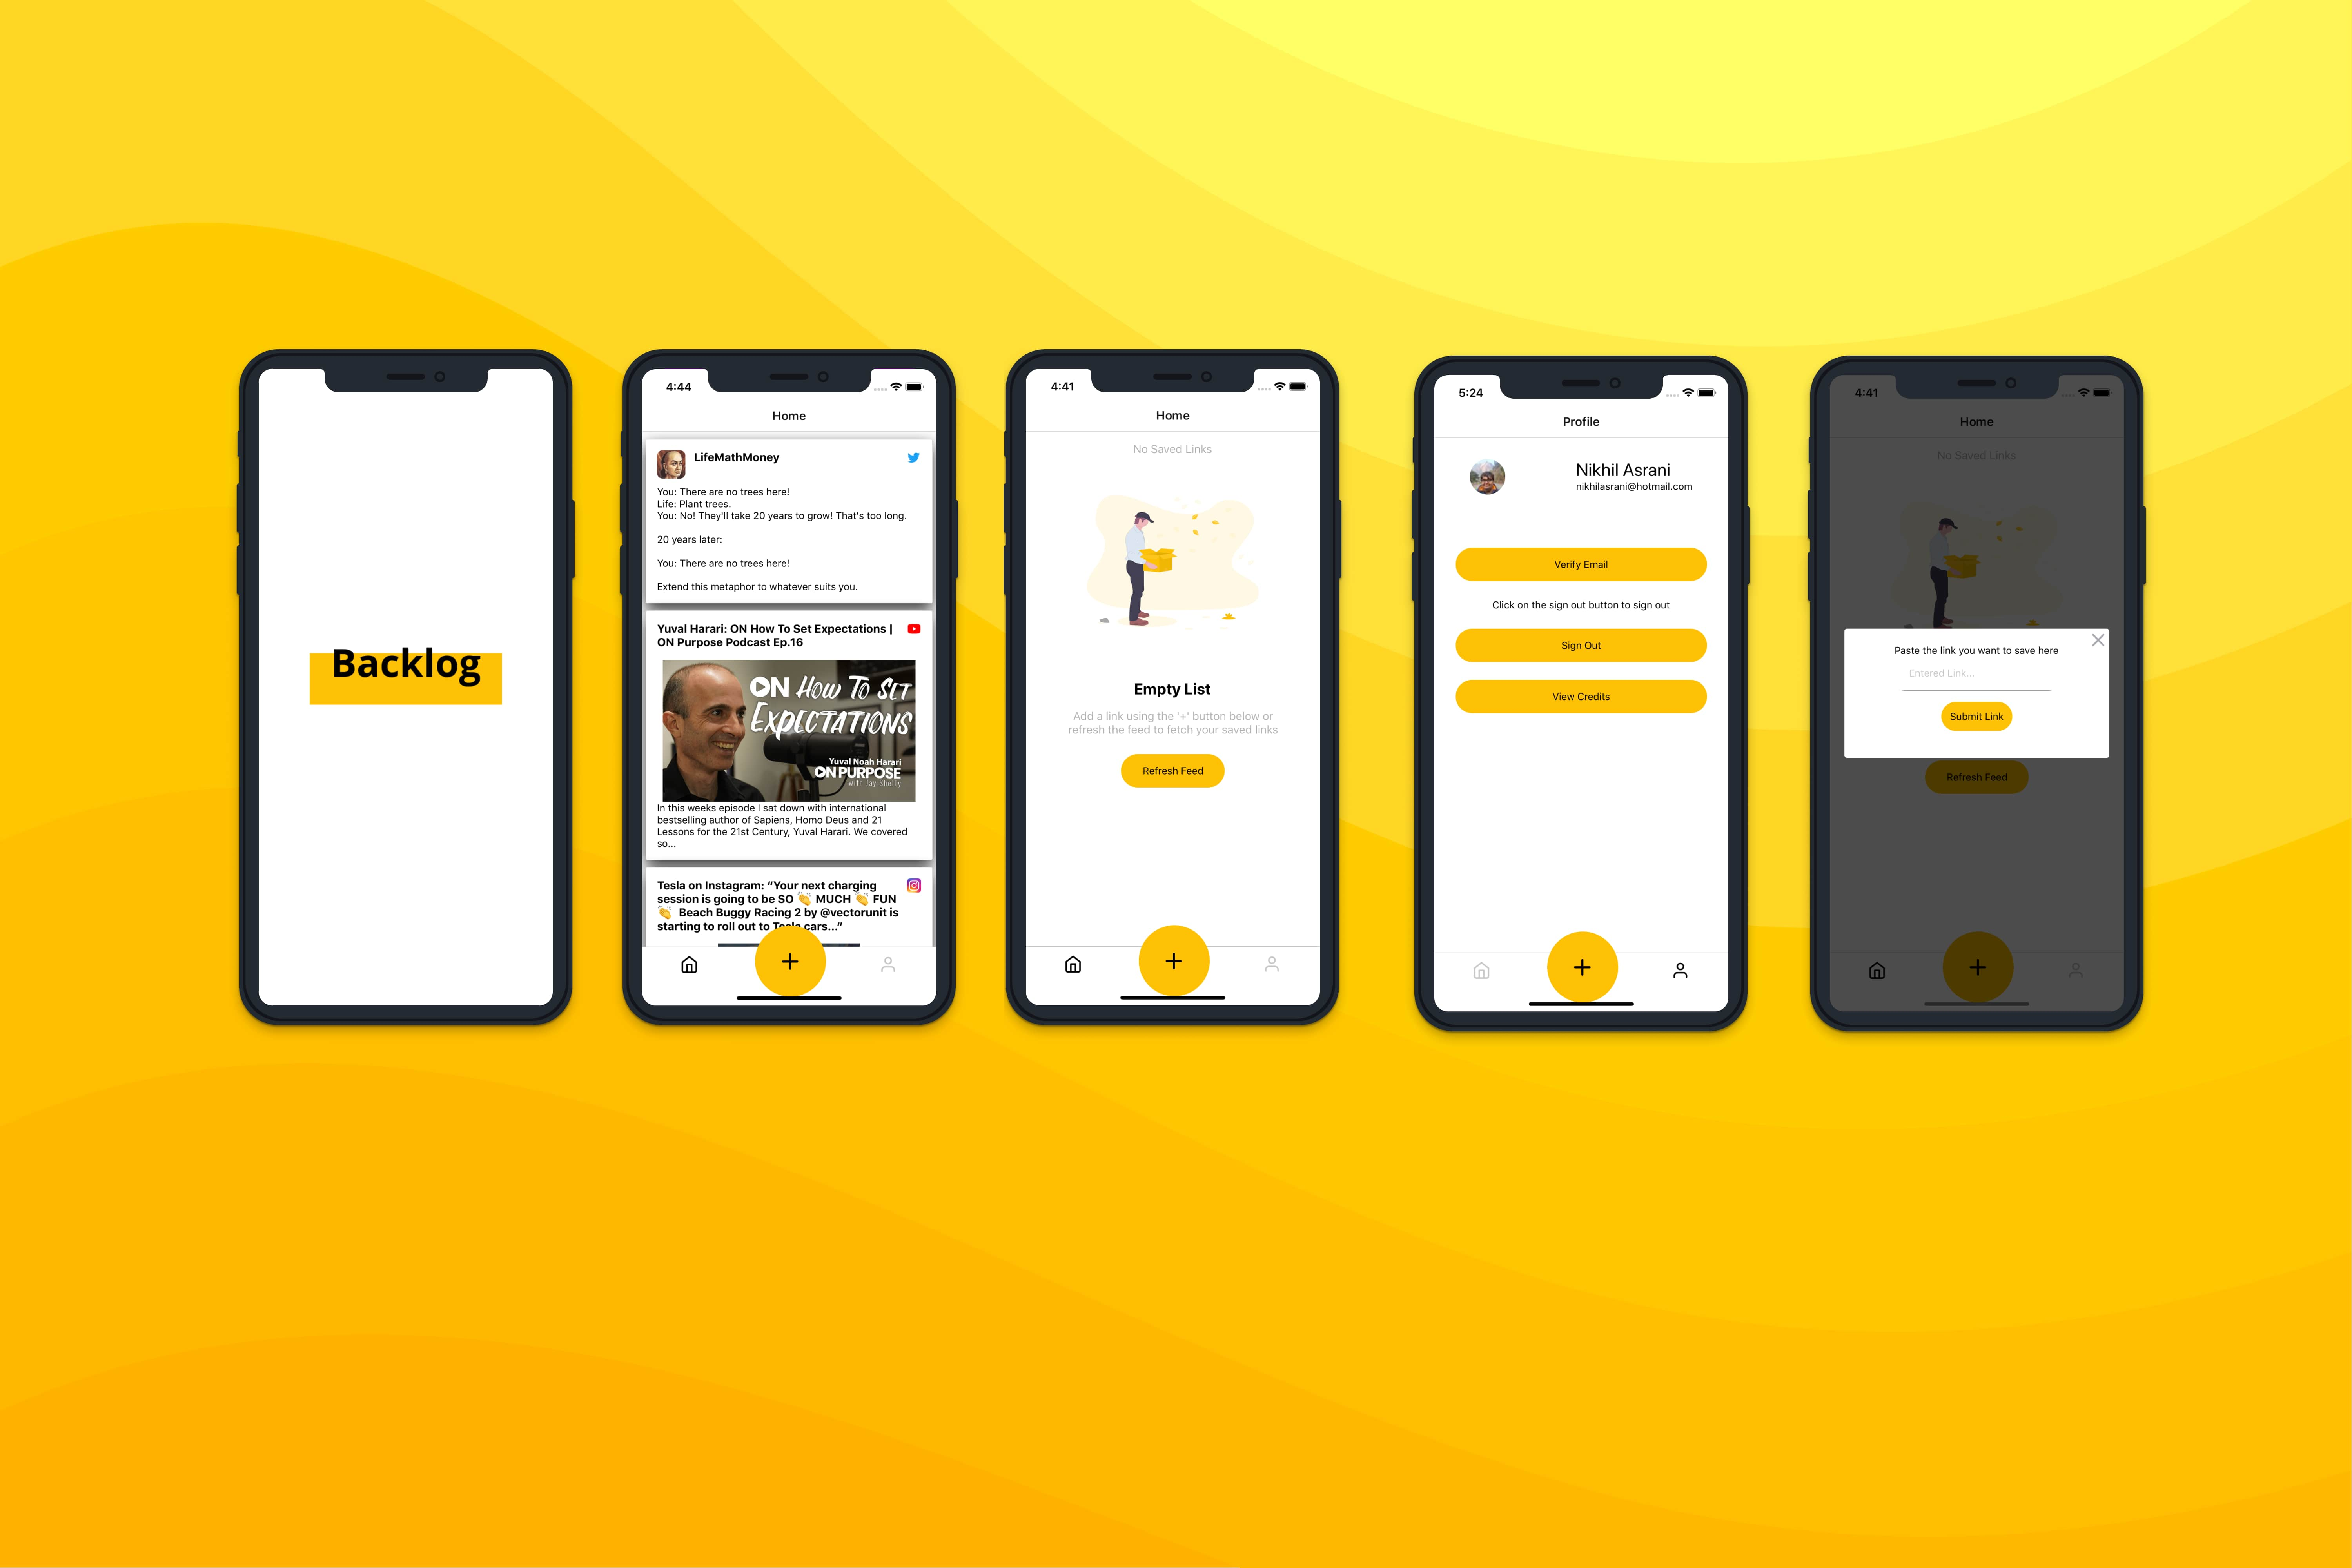 Backlog
4:44
Home
LifeMathMoney
You: There are no trees here!
Life: Plant trees.
You: No! They'll take 20 years to grow! That's too long.
20 years later:
You: There are no trees here!
Extend this metaphor to whatever suits you.
Yuval Harari: ON How To Set Expectations |
ON Purpose Podcast Ep.16
ON How To Set
Expectations
Yuval Noah Harari
ON PURPOSE
with Jay Shetty
In this weeks episode I sat down with international
bestselling author of Sapiens, Homo Deus and 21
Lessons for the 21st Century, Yuval Harari. We covered
so...
Tesla on Instagram: “Your next charging
session is going to be SO 👏 MUCH 👏 FUN
👏 Beach Buggy Racing 2 by @vectorunit is
starting to roll out to Tesla cars...”
4:41
Home
No Saved Links
Empty List
Add a link using the '+' button below or
refresh the feed to fetch your saved links
Refresh Feed
5:24
Profile
Nikhil Asrani
nikhilasrani@hotmail.com
Verify Email
Click on the sign out button to sign out
Sign Out
View Credits
4:41
Home
No Saved Links
Paste the link you want to save here
Entered Link...
Submit Link
Refresh Feed